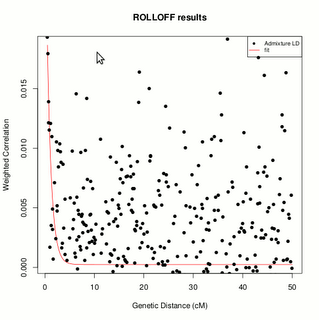 ROLLOFF results
Admixture LD
fit
Weighted Correlation
0.015
0.010
0.005
0.000
0 10 20 30 40 50
Genetic Distance (cM)